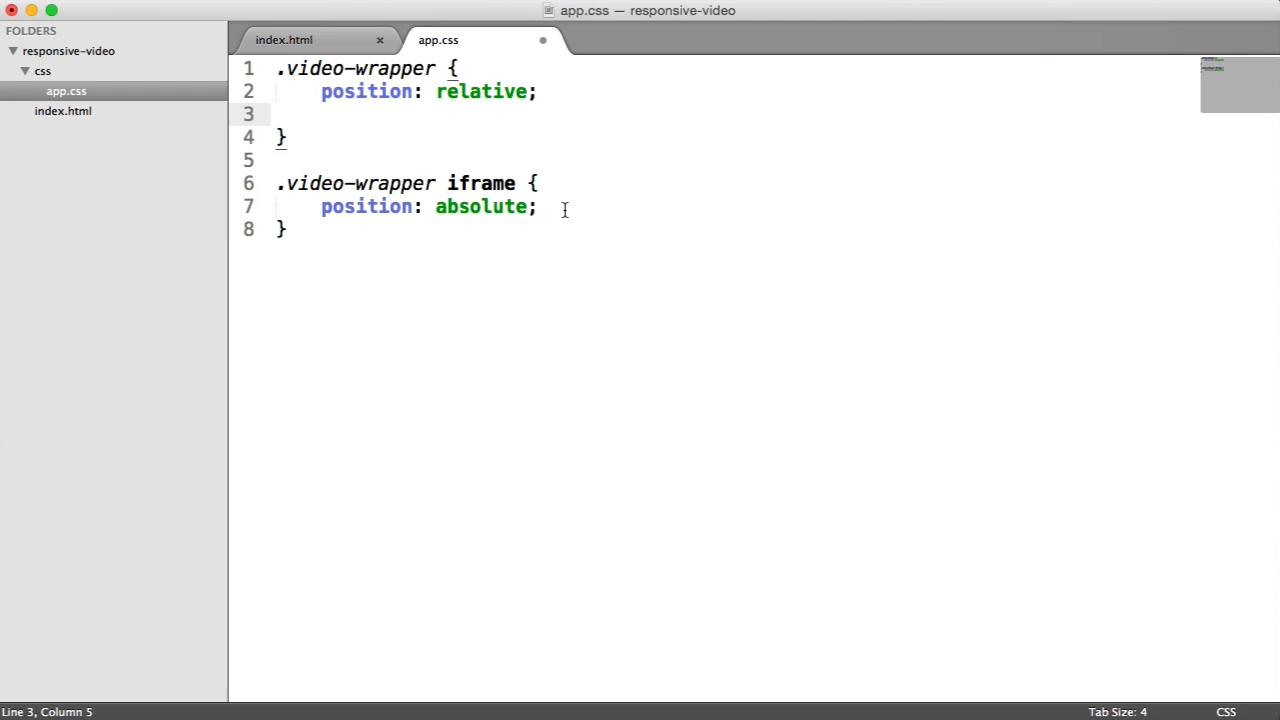 app.css — responsive-video
FOLDERS
responsive-video
css
app.css
index.html
index.html ×
app.css
1 .video-wrapper {
2 position: relative;
3
4 }
5
6 .video-wrapper iframe {
7 position: absolute;
8 }
Line 3, Column 5
Tab Size: 4
CSS